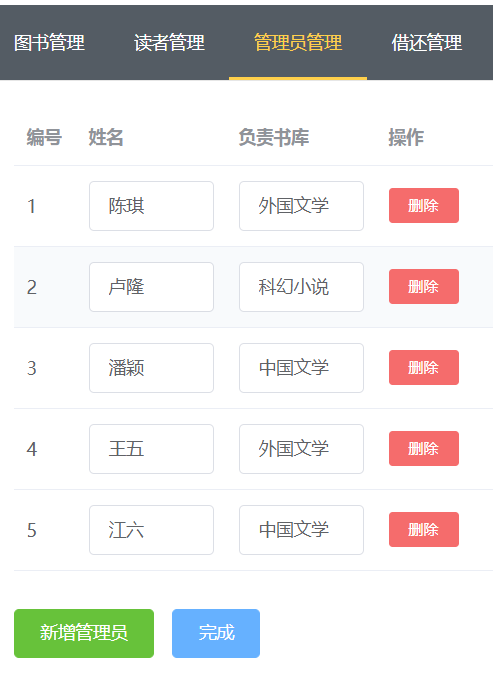 图书管理 读者管理 管理员管理 借还管理
编号 姓名 负责书库 操作
1 陈琪 外国文学 删除
2 卢隆 科幻小说 删除
3 潘颖 中国文学 删除
4 王五 外国文学 删除
5 江六 中国文学 删除
新增管理员 完成